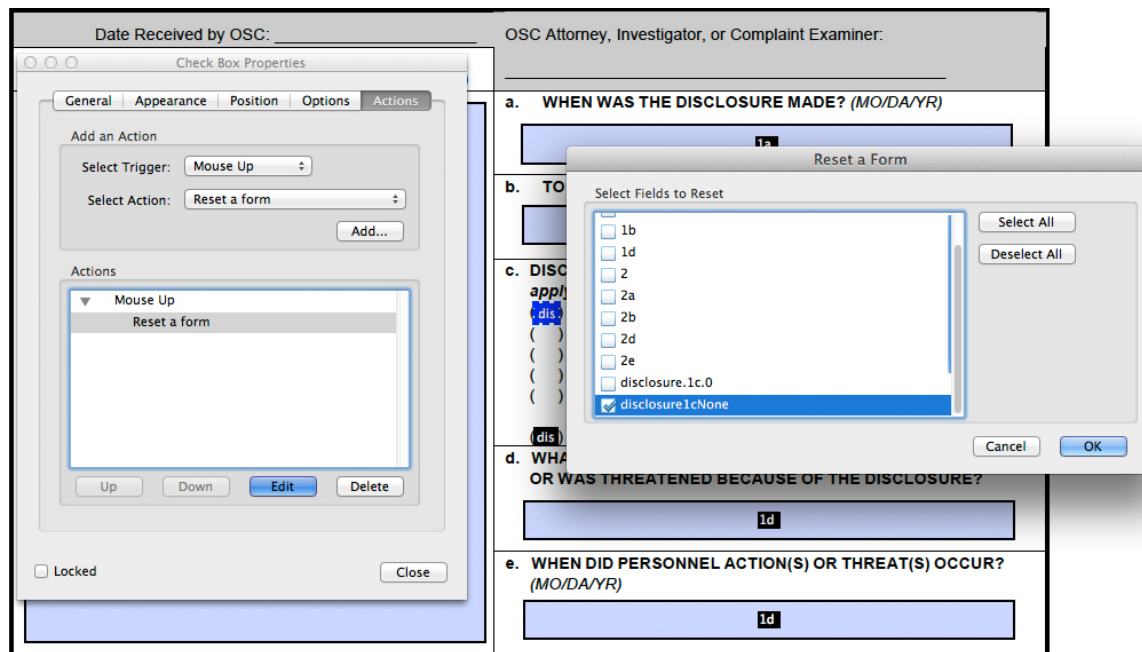 Date Received by OSC:
OSC Attorney, Investigator, or Complaint Examiner:
Check Box Properties
General
Appearance
Position
Options
Actions
Add an Action
Select Trigger:
Mouse Up
Select Action:
Reset a form
Add...
Actions
Mouse Up
Reset a form
Up
Down
Edit
Delete
Locked
Close
a. WHEN WAS THE DISCLOSURE MADE? (MO/DA/YR)
1a
b. TO
c. DISC
apply
( dis )
( )
( )
( )
( )
(dis )
d. WHA
OR WAS THREATENED BECAUSE OF THE DISCLOSURE?
1d
e. WHEN DID PERSONNEL ACTION(S) OR THREAT(S) OCCUR?
(MO/DA/YR)
1d
Reset a Form
Select Fields to Reset
1b
1d
2
2a
2b
2d
2e
disclosure.1c.0
disclosure1cNone
Select All
Deselect All
Cancel
OK